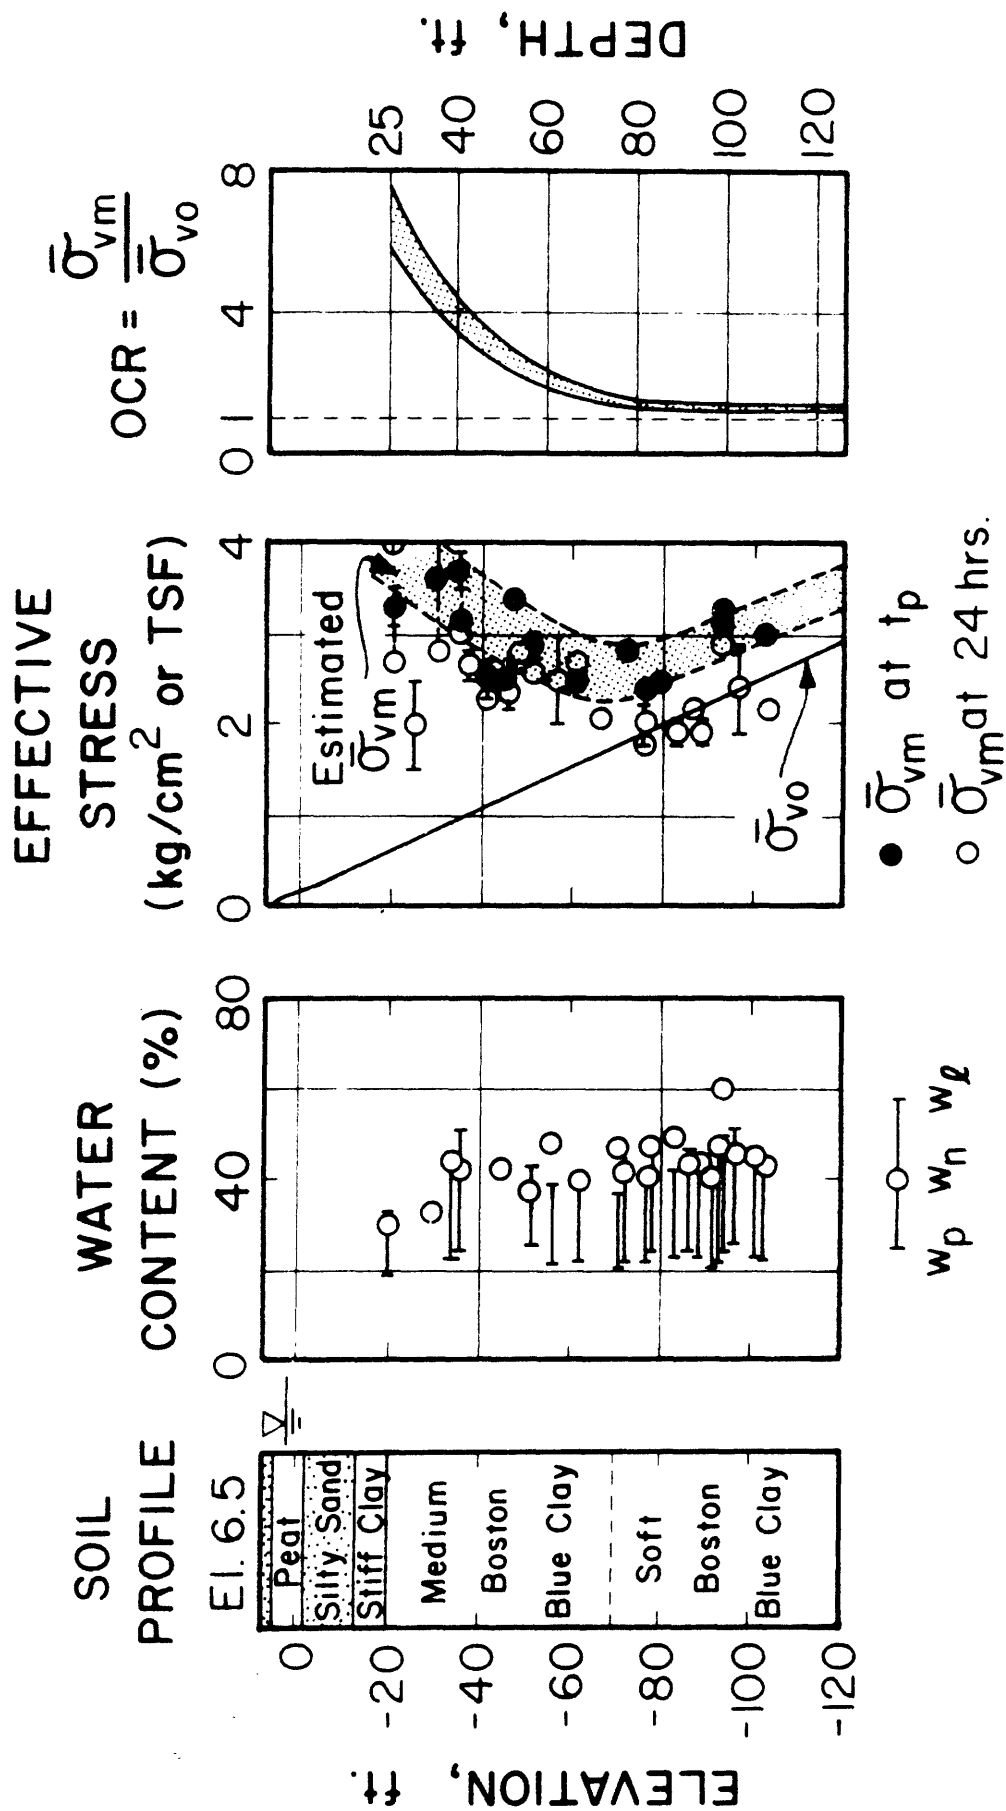 SOIL
PROFILE
El. 6.5
Peat
Silty Sand
Stiff Clay
Medium
Boston
Blue Clay
Soft
Boston
Blue Clay
ELEVATION, ft.
0
-20
-40
-60
-80
-100
-120
WATER
CONTENT (%)
0 40 80
wp wn wℓ
EFFECTIVE
STRESS
(kg/cm² or TSF)
0 2 4
Estimated
σ̄vm
σ̄vo
● σ̄vm at tp
○ σ̄vm at 24 hrs.
OCR = σ̄vm / σ̄vo
0 1 4 8
25
40
60
80
100
120
DEPTH, ft.